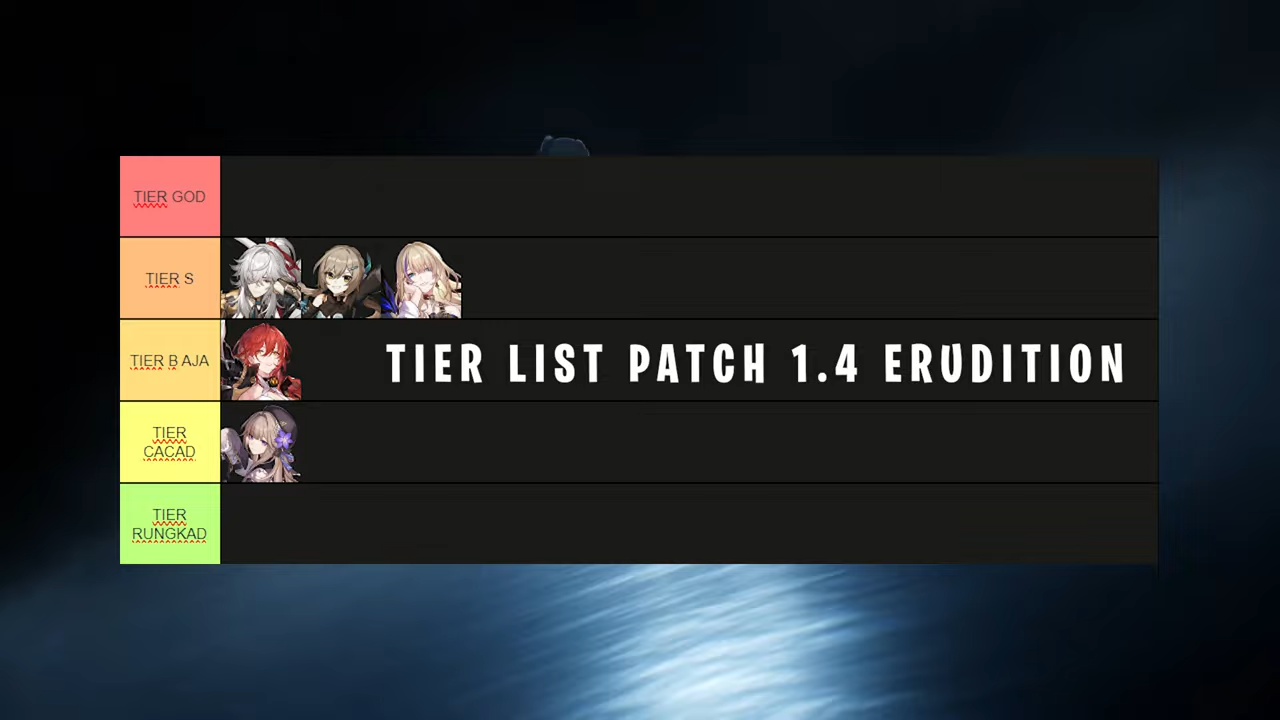 TIER GOD
TIER S
TIER B AJA
TIER LIST PATCH 1.4 ERUDITION
TIER
CACAD
TIER
RUNGKAD